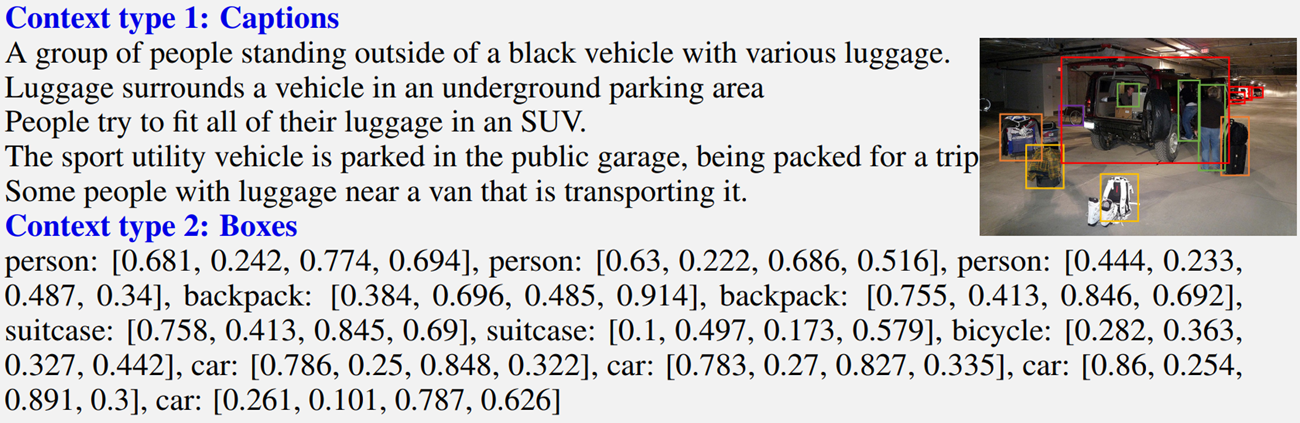 Context type 1: Captions
A group of people standing outside of a black vehicle with various luggage.
Luggage surrounds a vehicle in an underground parking area
People try to fit all of their luggage in an SUV.
The sport utility vehicle is parked in the public garage, being packed for a trip
Some people with luggage near a van that is transporting it.
Context type 2: Boxes
person: [0.681, 0.242, 0.774, 0.694], person: [0.63, 0.222, 0.686, 0.516], person: [0.444, 0.233,
0.487, 0.34], backpack: [0.384, 0.696, 0.485, 0.914], backpack: [0.755, 0.413, 0.846, 0.692],
suitcase: [0.758, 0.413, 0.845, 0.69], suitcase: [0.1, 0.497, 0.173, 0.579], bicycle: [0.282, 0.363,
0.327, 0.442], car: [0.786, 0.25, 0.848, 0.322], car: [0.783, 0.27, 0.827, 0.335], car: [0.86, 0.254,
0.891, 0.3], car: [0.261, 0.101, 0.787, 0.626]